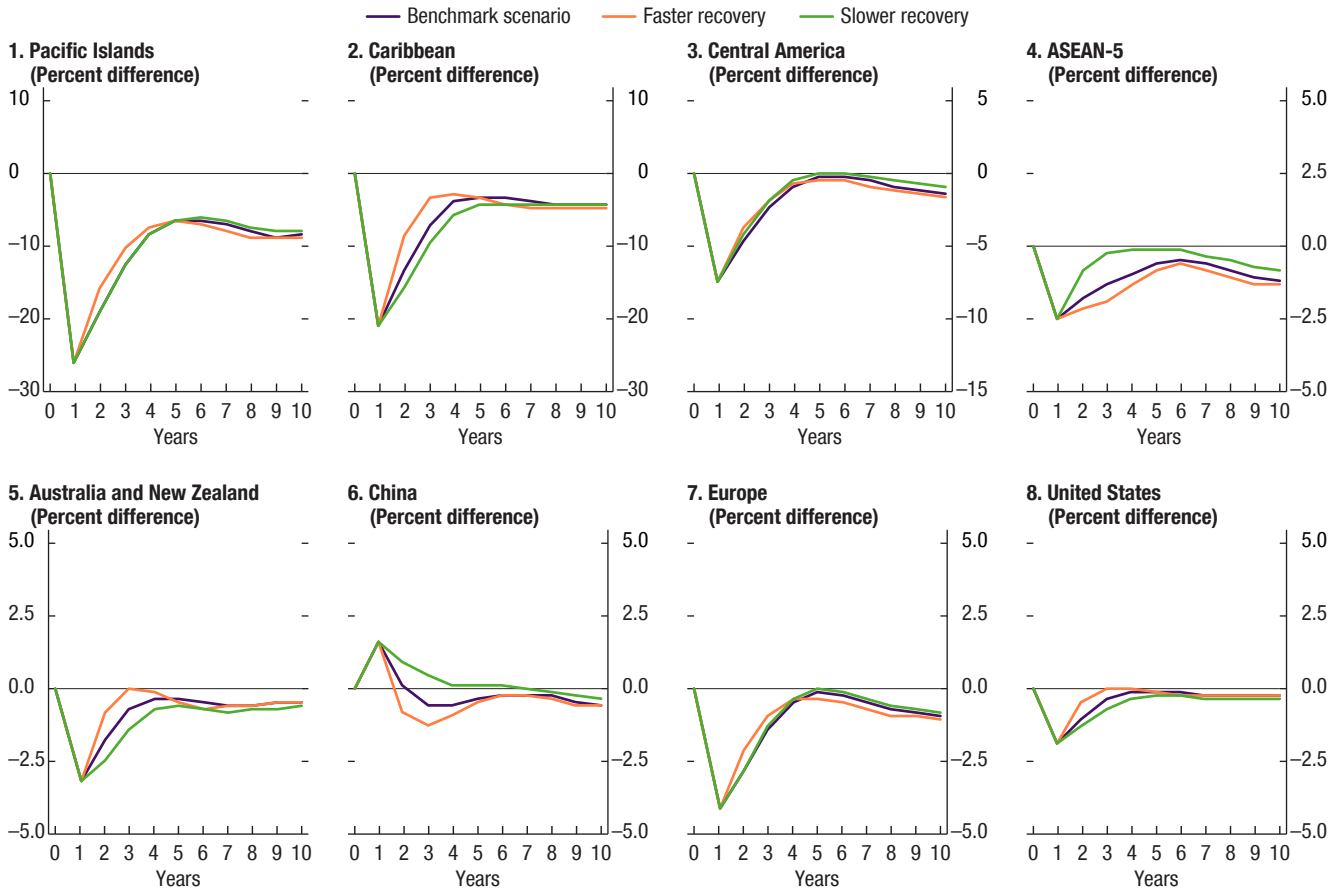 Benchmark scenario Faster recovery Slower recovery
1. Pacific Islands
(Percent difference)
2. Caribbean
(Percent difference)
3. Central America
(Percent difference)
4. ASEAN-5
(Percent difference)
10
0
–10
–20
–30
0 1 2 3 4 5 6 7 8 9 10
Years
10
0
–10
–20
–30
0 1 2 3 4 5 6 7 8 9 10
Years
5
0
–5
–10
–15
0 1 2 3 4 5 6 7 8 9 10
Years
5.0
2.5
0.0
–2.5
–5.0
0 1 2 3 4 5 6 7 8 9 10
Years
5. Australia and New Zealand
(Percent difference)
6. China
(Percent difference)
7. Europe
(Percent difference)
8. United States
(Percent difference)
5.0
2.5
0.0
–2.5
–5.0
0 1 2 3 4 5 6 7 8 9 10
Years
5.0
2.5
0.0
–2.5
–5.0
0 1 2 3 4 5 6 7 8 9 10
Years
5.0
2.5
0.0
–2.5
–5.0
0 1 2 3 4 5 6 7 8 9 10
Years
5.0
2.5
0.0
–2.5
–5.0
0 1 2 3 4 5 6 7 8 9 10
Years